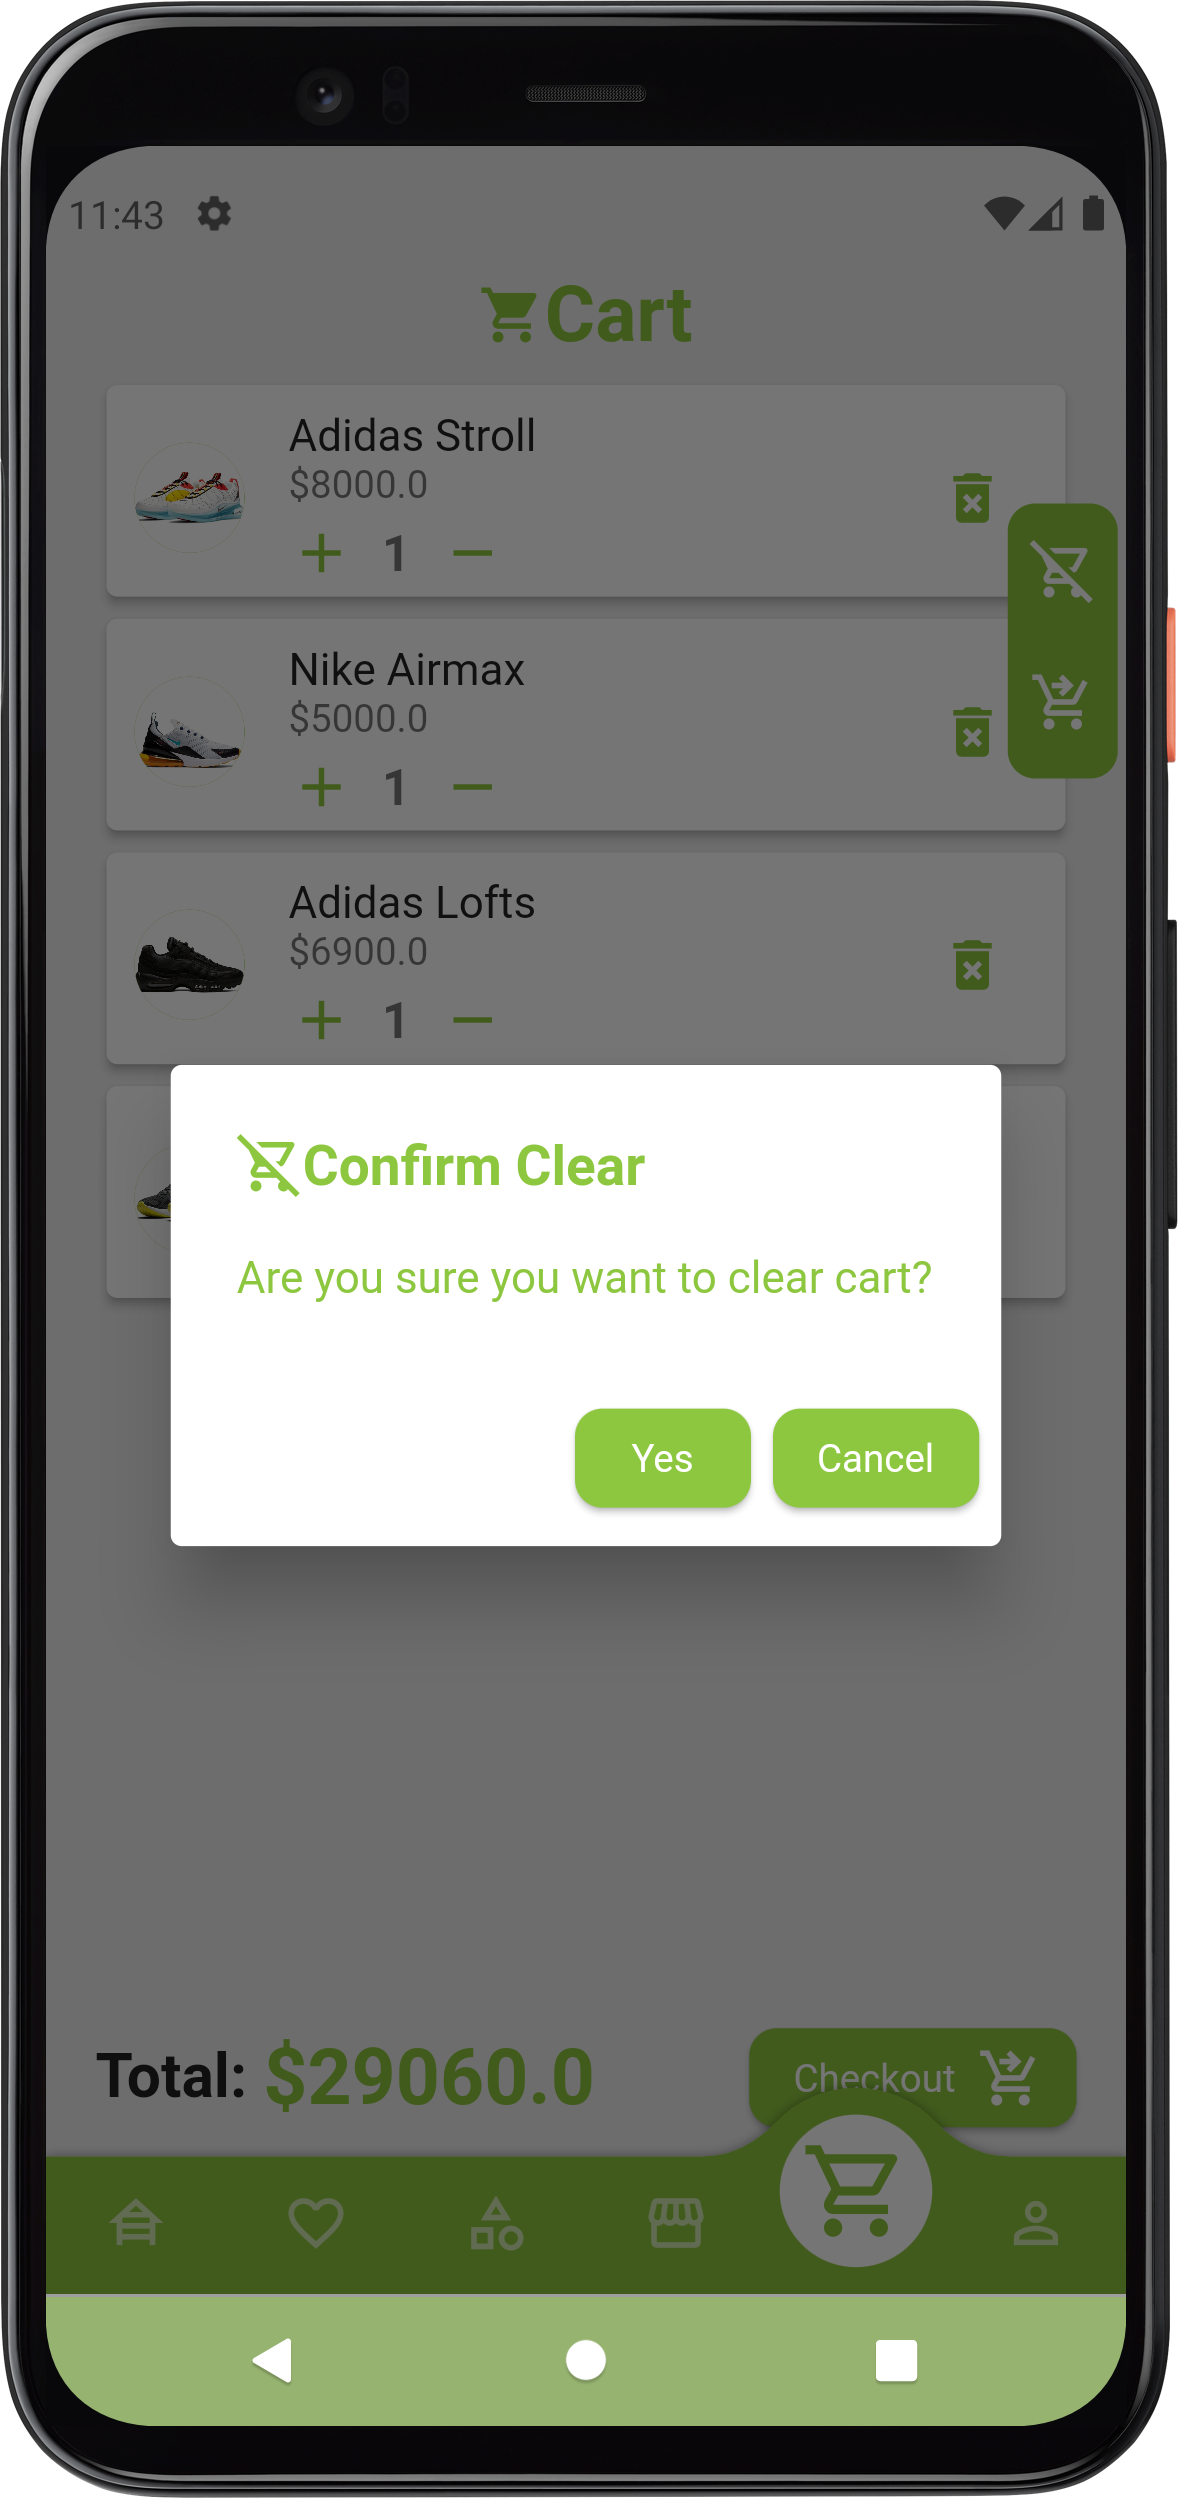 11:43
Cart
Adidas Stroll
$8000.0
1
Nike Airmax
$5000.0
1
Adidas Lofts
$6900.0
1
Confirm Clear
Are you sure you want to clear cart?
Yes
Cancel
Total: $29060.0
Checkout